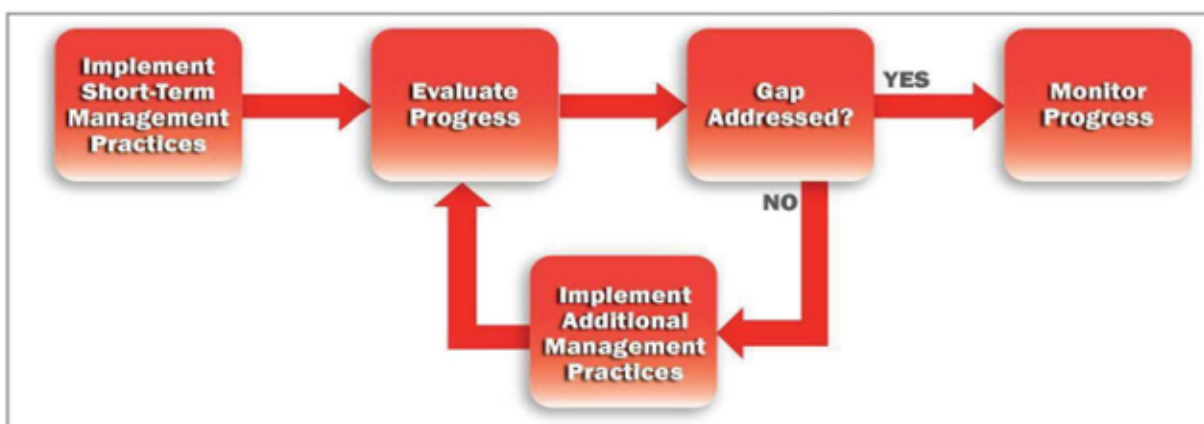 Implement
Short-Term
Management
Practices
Evaluate
Progress
Gap
Addressed?
YES
Monitor
Progress
NO
Implement
Additional
Management
Practices